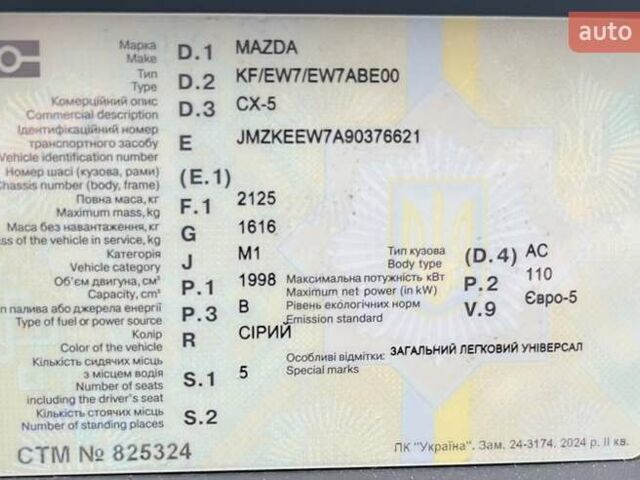 auto
Марка D.1 MAZDA
Make
Тип D.2 KF/EW7/EW7ABE00
Type
Комерційний опис D.3 CX-5
Commercial description
Ідентифікаційний номер
транспортного засобу E JMZKEEW7A90376621
Vehicle identification number
Номер шасі (кузова, рами) (E.1)
Chassis number (body, frame)
Повна маса, кг F.1 2125
Maximum mass, kg
Маса без навантаження, кг G 1616
of the vehicle in service, kg
Категорія J M1 Тип кузова (D.4) AC
Vehicle category Body type
Об'єм двигуна, см³ P.1 1998 Максимальна потужність кВт P.2 110
Capacity, cm³ Maximum net power (in kW)
палива або джерела енергії P.3 B Рівень екологічних норм V.9 Євро-5
Type of fuel or power source Emission standard
Колір R СІРИЙ
Color of the vehicle
Кількість сидячих місць Особливі відмітки: ЗАГАЛЬНИЙ ЛЕГКОВИЙ УНІВЕРСАЛ
з місцем водія S.1 5 Special marks
Number of seats
including the driver's seat
Кількість стоячих місць S.2
Number of standing places
СТМ № 825324 ПК "Україна". Зам. 24-3174. 2024 р. ІІ кв.